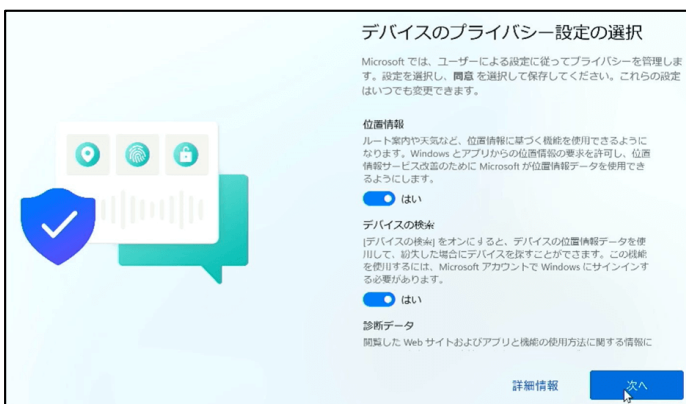 デバイスのプライバシー設定の選択
Microsoft では、ユーザーによる設定に従ってプライバシーを管理しま
す。設定を選択し、同意 を選択して保存してください。これらの設定
はいつでも変更できます。
位置情報
ルート案内や天気など、位置情報に基づく機能を使用できるように
なります。Windows とアプリからの位置情報の要求を許可し、位置
情報サービス改善のために Microsoft が位置情報データを使用でき
るようにします。
はい
デバイスの検索
[デバイスの検索] をオンにすると、デバイスの位置情報データを使
用して、紛失した場合にデバイスを探すことができます。この機能
を使用するには、Microsoft アカウントで Windows にサインインす
る必要があります。
はい
診断データ
閲覧した Web サイトおよびアプリと機能の使用方法に関する情報に
詳細情報
次へ